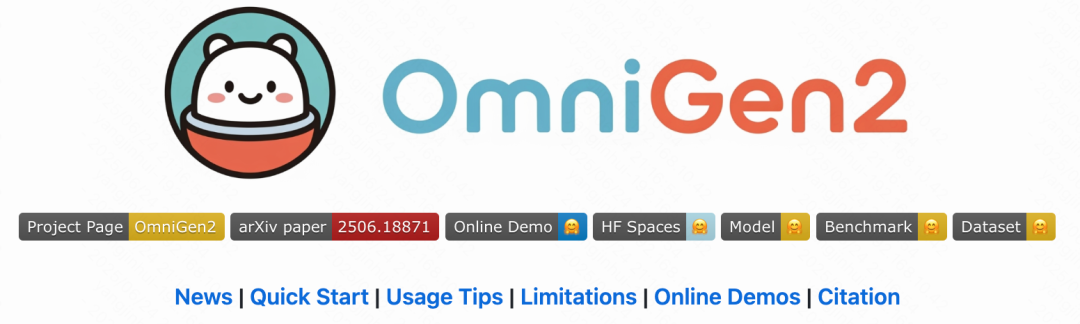 OmniGen2
Project Page OmniGen2 arXiv paper 2506.18871 Online Demo 🤗 HF Spaces 🤗 Model 🤗 Benchmark 🤗 Dataset 🤗
News | Quick Start | Usage Tips | Limitations | Online Demos | Citation